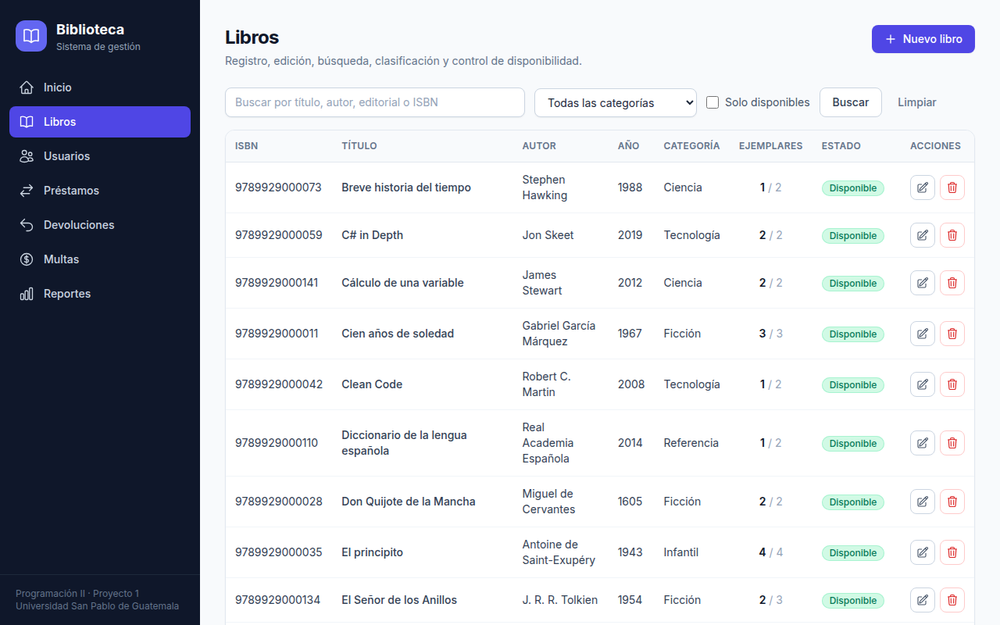 Biblioteca
Sistema de gestión
Inicio
Libros
Usuarios
Préstamos
Devoluciones
Multas
Reportes
Programación II · Proyecto 1
Universidad San Pablo de Guatemala
Libros
Registro, edición, búsqueda, clasificación y control de disponibilidad.
Nuevo libro
Buscar por título, autor, editorial o ISBN
Todas las categorías
Solo disponibles
Buscar
Limpiar
ISBN TÍTULO AUTOR AÑO CATEGORÍA EJEMPLARES ESTADO ACCIONES
9789929000073 Breve historia del tiempo Stephen Hawking 1988 Ciencia 1 / 2 Disponible
9789929000059 C# in Depth Jon Skeet 2019 Tecnología 2 / 2 Disponible
9789929000141 Cálculo de una variable James Stewart 2012 Ciencia 2 / 2 Disponible
9789929000011 Cien años de soledad Gabriel García Márquez 1967 Ficción 3 / 3 Disponible
9789929000042 Clean Code Robert C. Martin 2008 Tecnología 1 / 2 Disponible
9789929000110 Diccionario de la lengua española Real Academia Española 2014 Referencia 1 / 2 Disponible
9789929000028 Don Quijote de la Mancha Miguel de Cervantes 1605 Ficción 2 / 2 Disponible
9789929000035 El principito Antoine de Saint-Exupéry 1943 Infantil 4 / 4 Disponible
9789929000134 El Señor de los Anillos J. R. R. Tolkien 1954 Ficción 2 / 3 Disponible